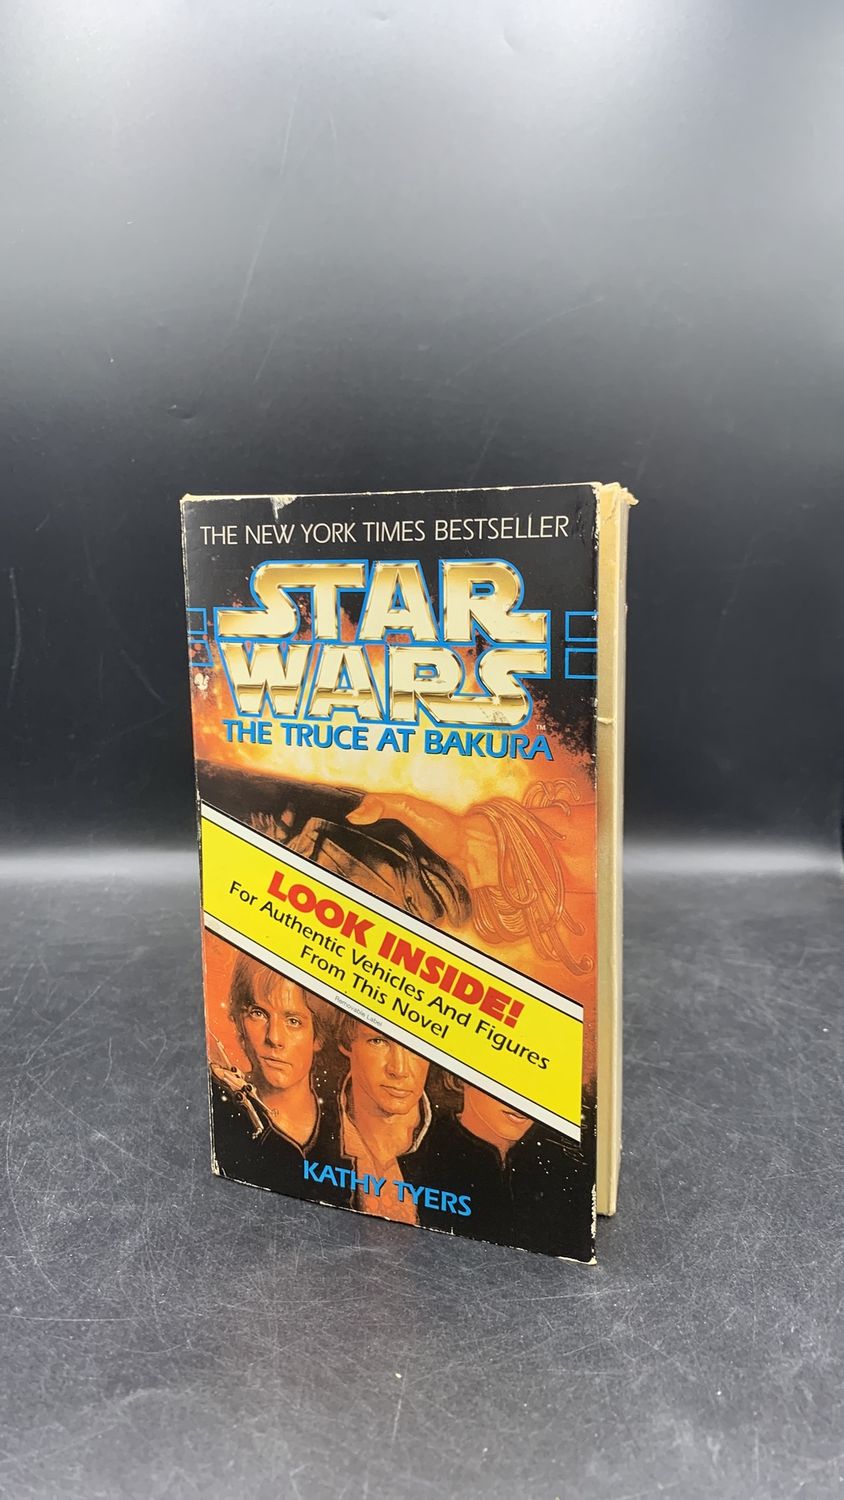 THE NEW YORK TIMES BESTSELLER
STAR
WARS
™
THE TRUCE AT BAKURA
LOOK INSIDE!
For Authentic Vehicles And Figures
From This Novel
Removable Label
KATHY TYERS